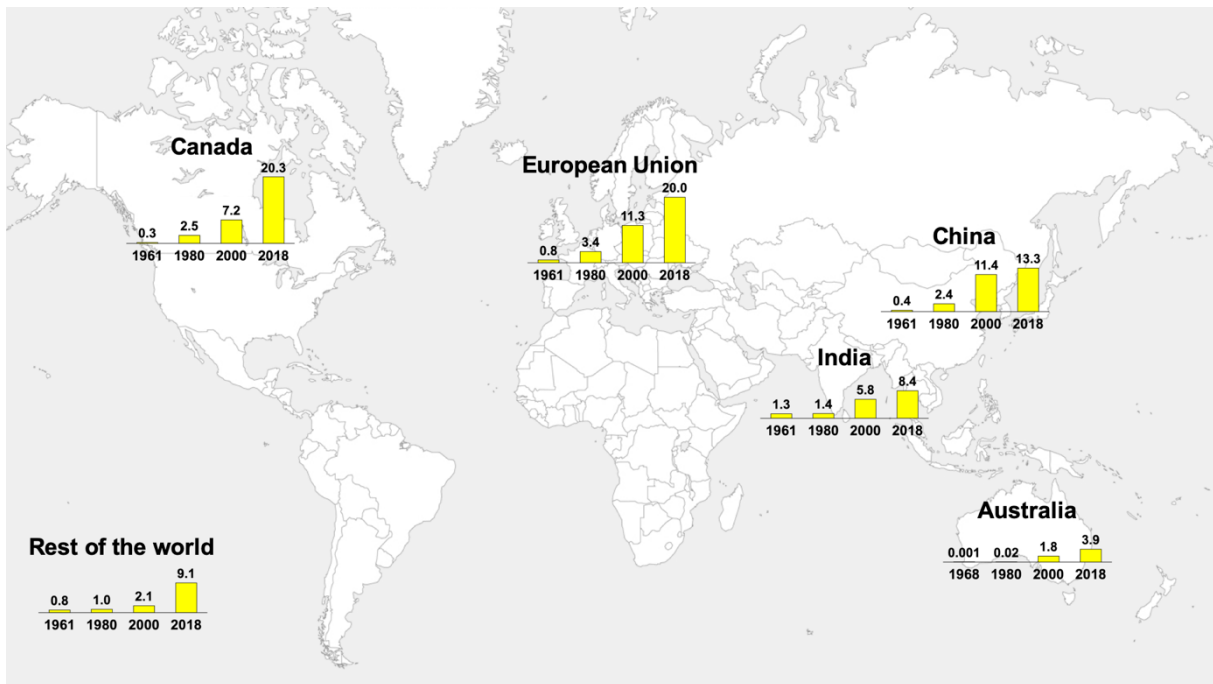 Canada
20.3
7.2
2.5
0.3
1961 1980 2000 2018
European Union
20.0
11.3
3.4
0.8
1961 1980 2000 2018
China
13.3
11.4
2.4
0.4
1961 1980 2000 2018
India
8.4
5.8
1.3 1.4
1961 1980 2000 2018
Australia
3.9
1.8
0.001 0.02
1968 1980 2000 2018
Rest of the world
9.1
2.1
0.8 1.0
1961 1980 2000 2018